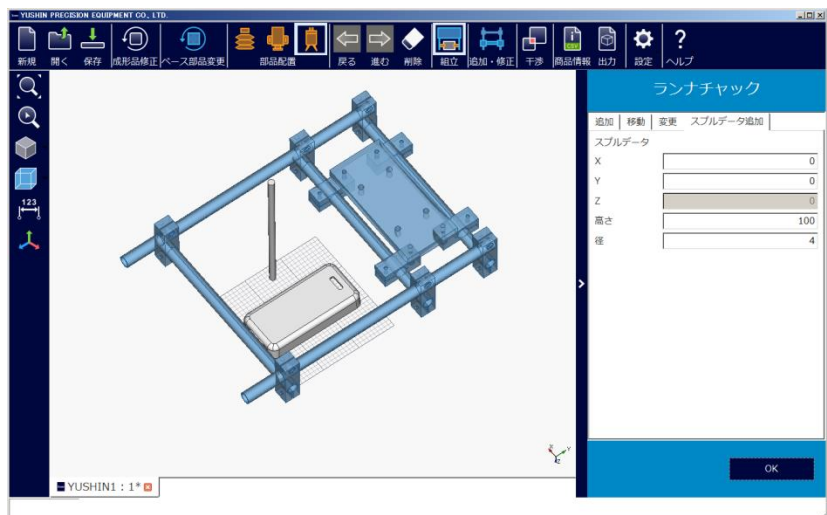 YUSHIN PRECISION EQUIPMENT CO., LTD.
新規 開く 保存 成形品修正 ベース部品変更 部品配置 戻る 進む 削除 組立 追加・修正 干渉 商品情報 出力 設定 ヘルプ
CSV
?
123
ランナチャック
追加 移動 変更 スプルデータ追加
スプルデータ
X 0
Y 0
Z 0
高さ 100
径 4
X Y Z
OK
YUSHIN1 : 1*